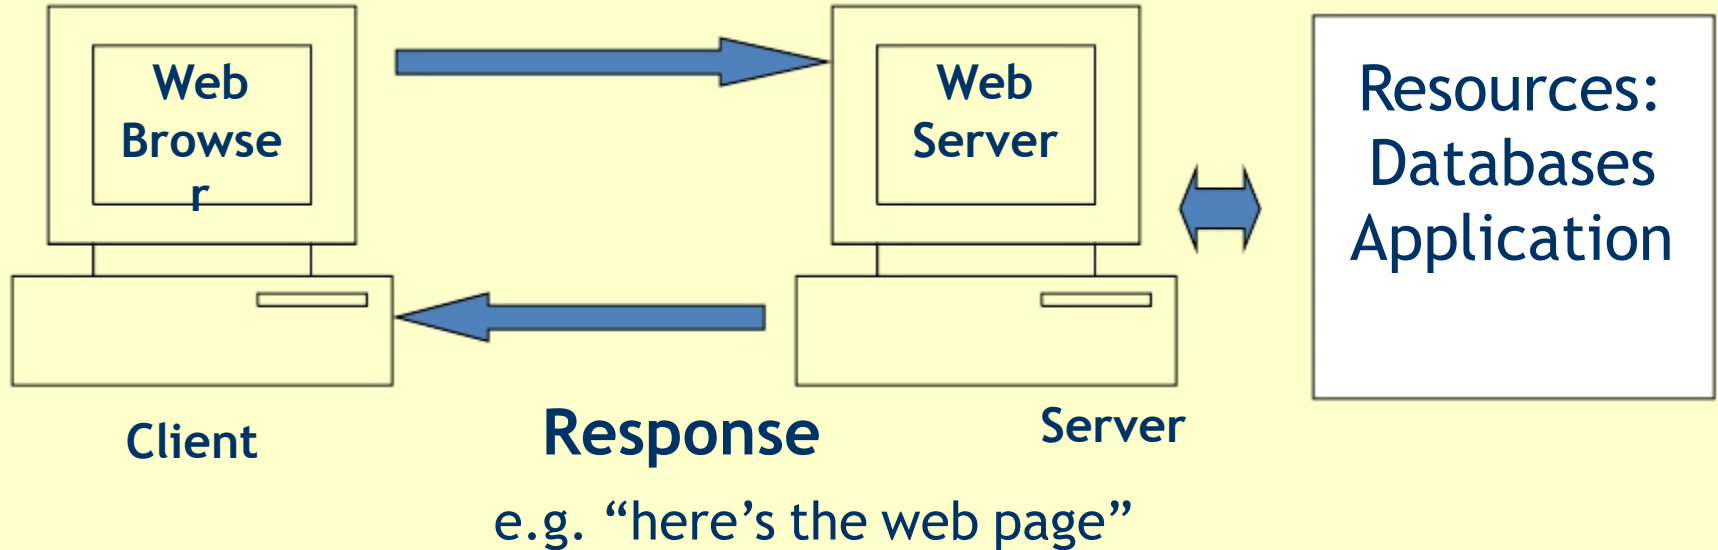 Web
Browse
r
Web
Server
Resources:
Databases
Application
Client
Response
Server
e.g. “here’s the web page”